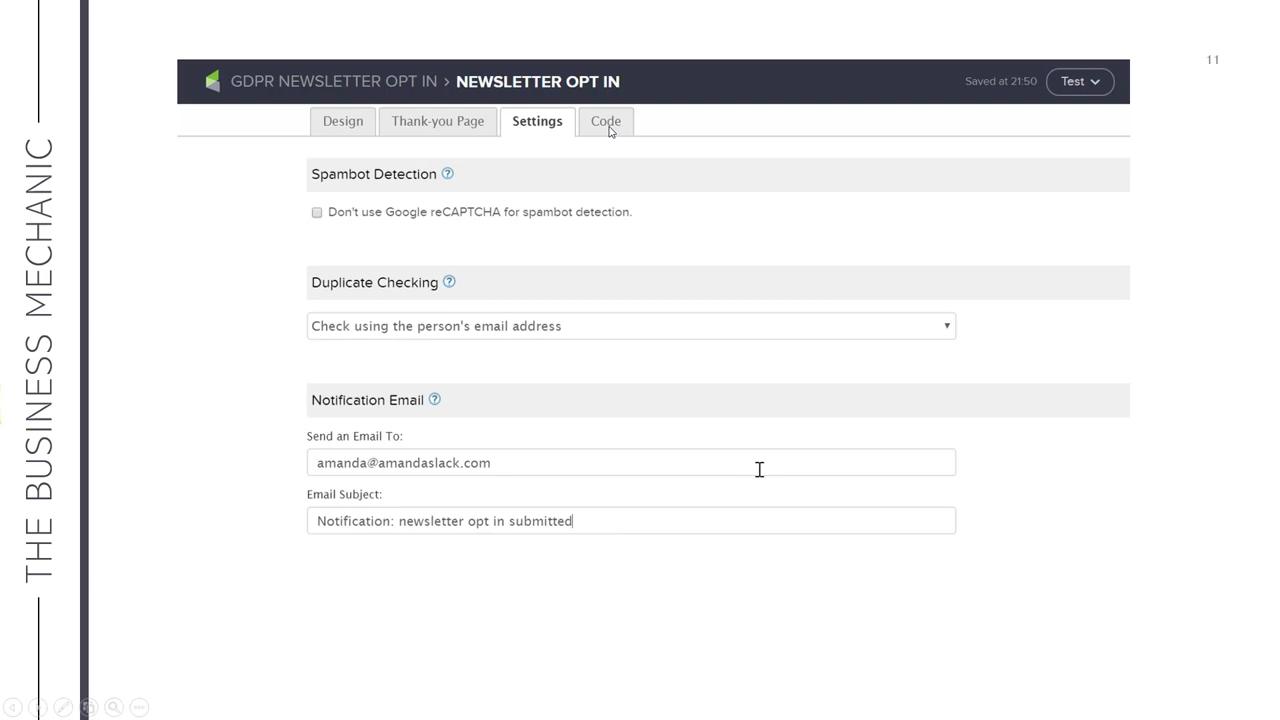 THE BUSINESS MECHANIC
11
GDPR NEWSLETTER OPT IN › NEWSLETTER OPT IN
Saved at 21:50
Test
Design
Thank-you Page
Settings
Code
Spambot Detection ?
Don't use Google reCAPTCHA for spambot detection.
Duplicate Checking ?
Check using the person's email address
Notification Email ?
Send an Email To:
amanda@amandaslack.com
Email Subject:
Notification: newsletter opt in submitted